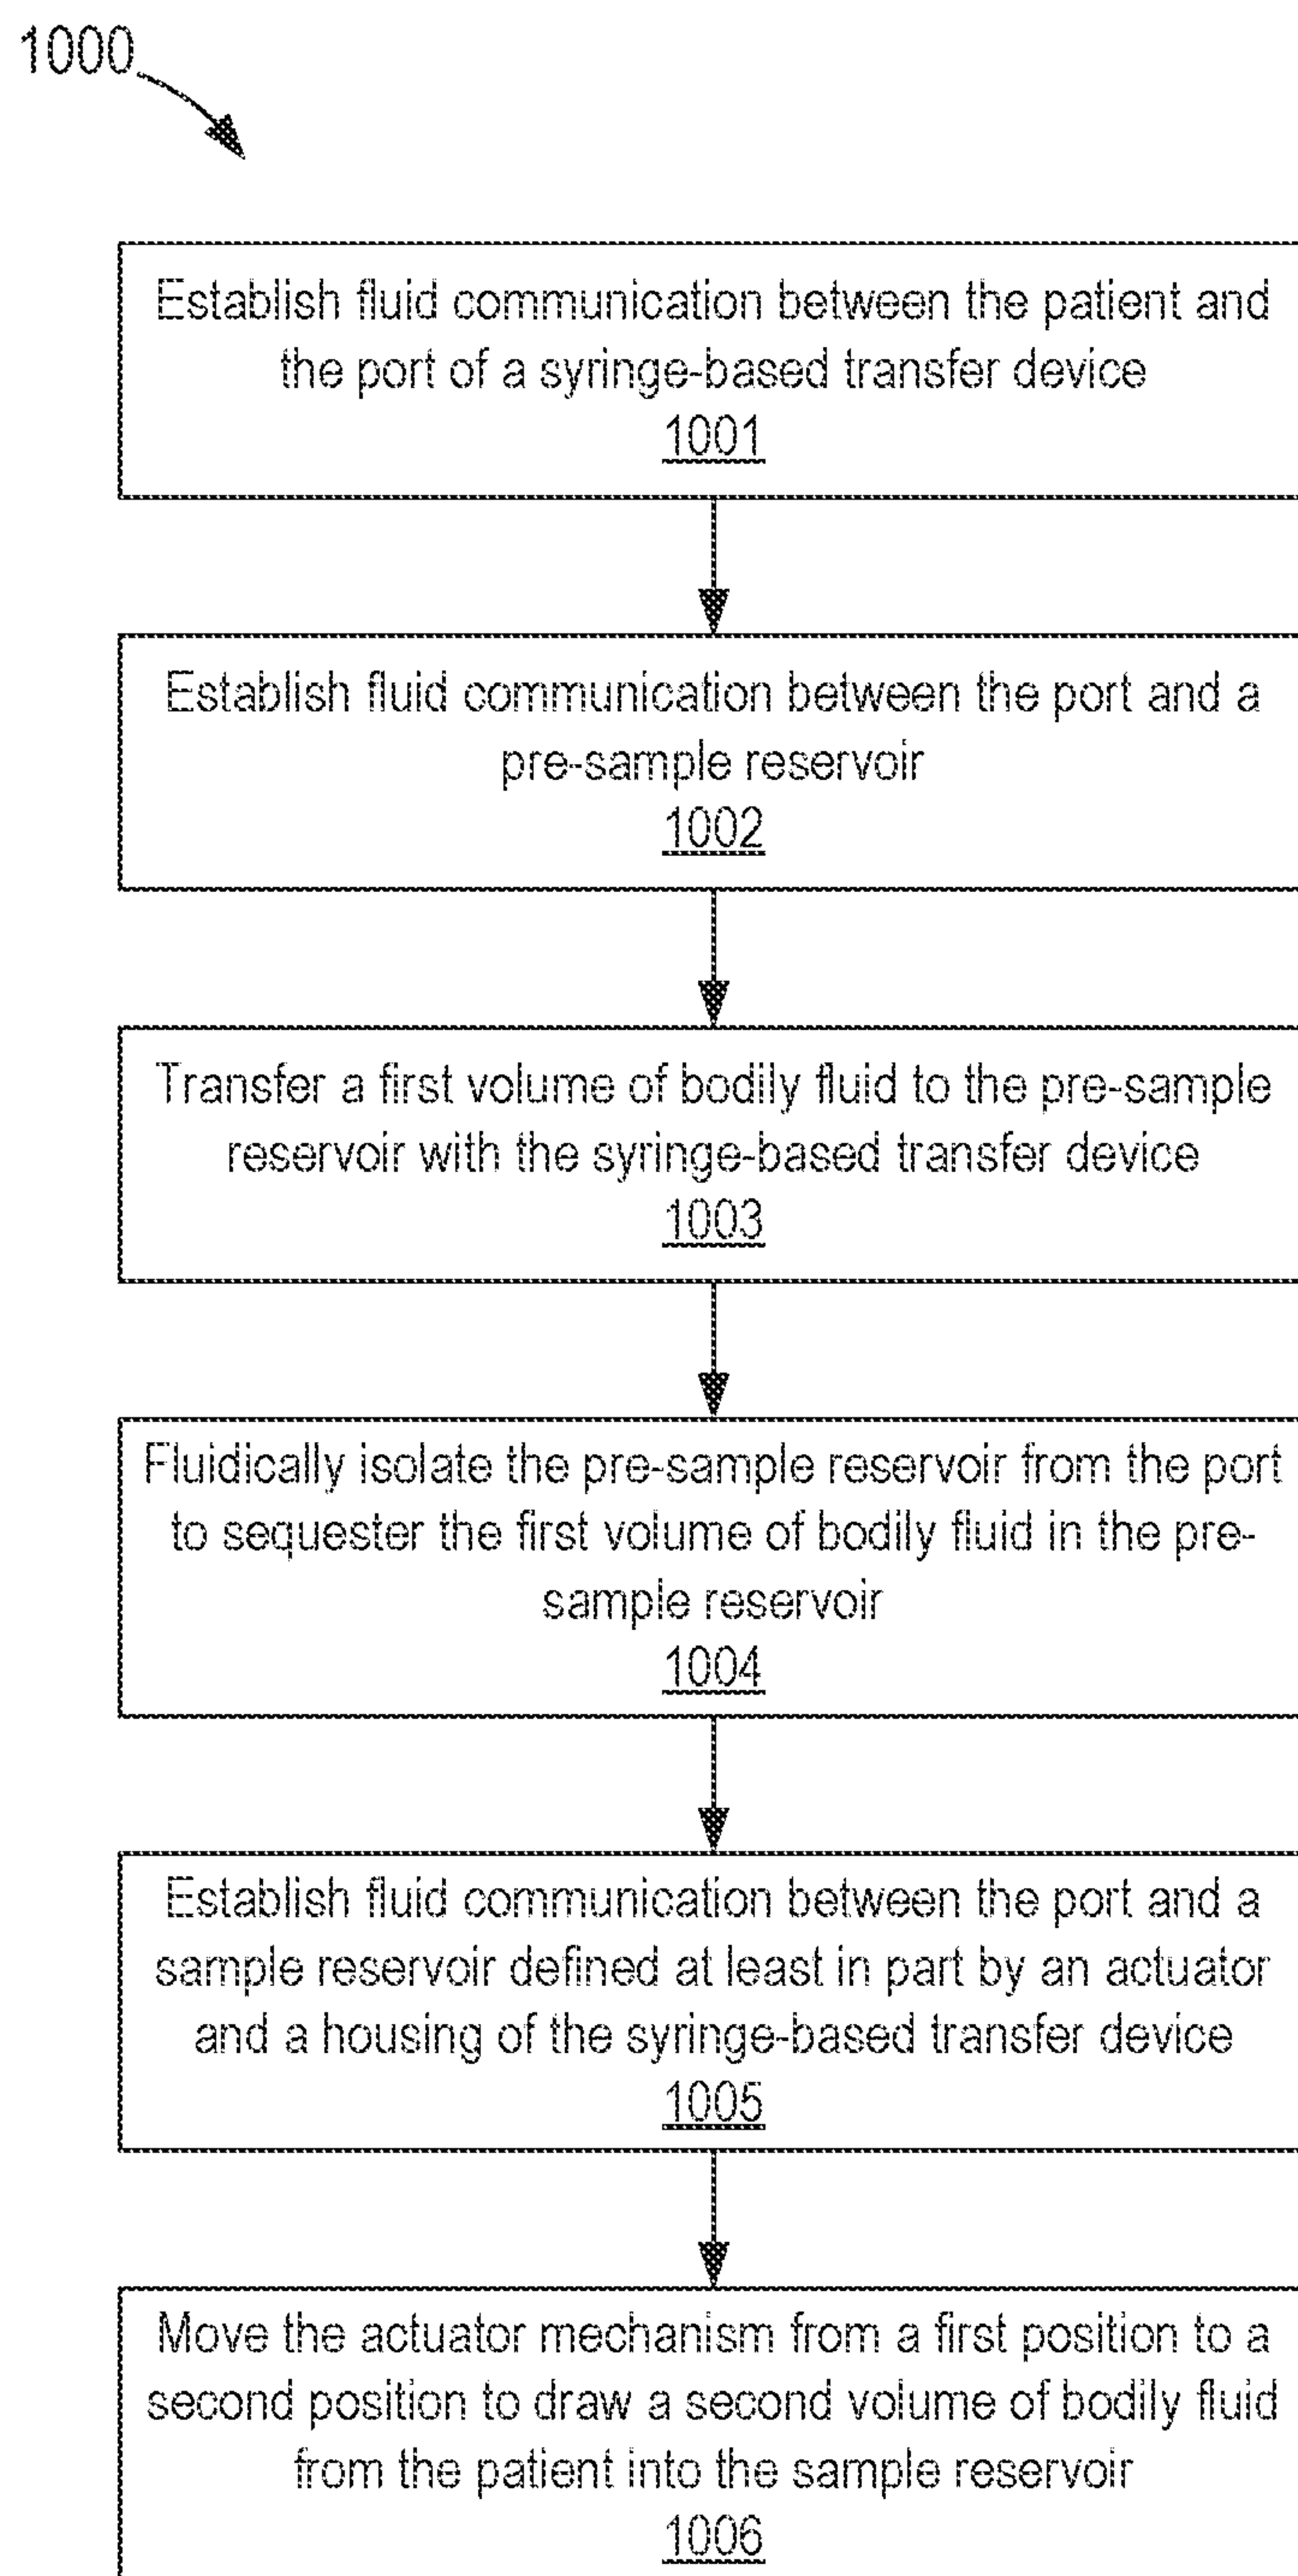 1000
Establish fluid communication between the patient and
the port of a syringe-based transfer device
1001
Establish fluid communication between the port and a
pre-sample reservoir
1002
Transfer a first volume of bodily fluid to the pre-sample
reservoir with the syringe-based transfer device
1003
Fluidically isolate the pre-sample reservoir from the port
to sequester the first volume of bodily fluid in the pre-
sample reservoir
1004
Establish fluid communication between the port and a
sample reservoir defined at least in part by an actuator
and a housing of the syringe-based transfer device
1005
Move the actuator mechanism from a first position to a
second position to draw a second volume of bodily fluid
from the patient into the sample reservoir
1006